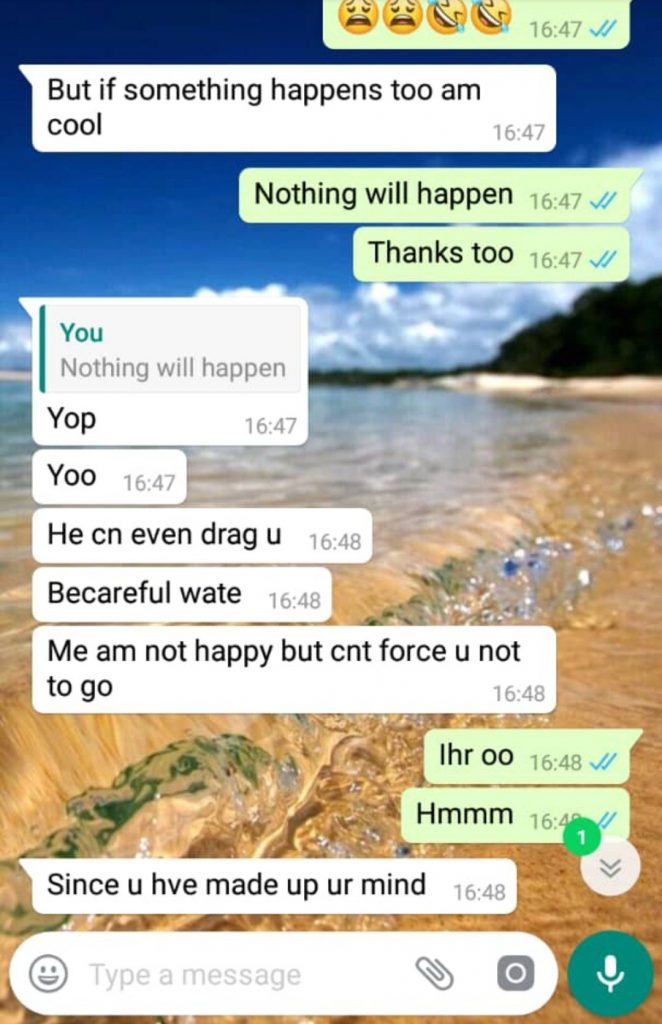 16:47
But if something happens too am
cool
16:47
Nothing will happen 16:47
Thanks too 16:47
You
Nothing will happen
Yop 16:47
Yoo 16:47
He cn even drag u 16:48
Becareful wate 16:48
Me am not happy but cnt force u not
to go
16:48
Ihr oo 16:48
Hmmm 16:48
1
Since u hve made up ur mind 16:48
Type a message